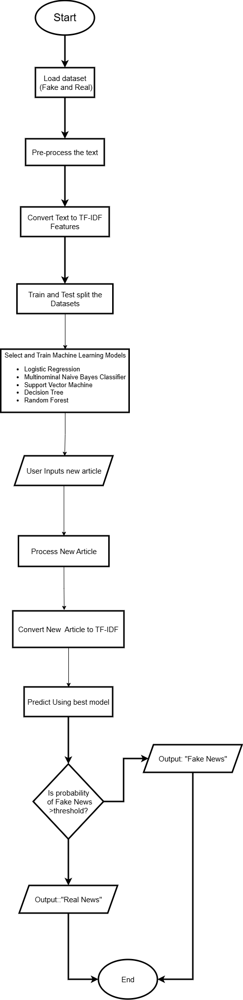 Start
Load dataset
(Fake and Real)
Pre-process the text
Convert Text to TF-IDF
Features
Train and Test split the
Datasets
Select and Train Machine Learning Models
• Logistic Regression
• Multinominal Naive Bayes Classifier
• Support Vector Machine
• Decision Tree
• Random Forest
User Inputs new article
Process New Article
Convert New  Article to TF-IDF
Predict Using best model
Is probability
of Fake News
>threshold?
Output: "Fake News"
Output::"Real News"
End